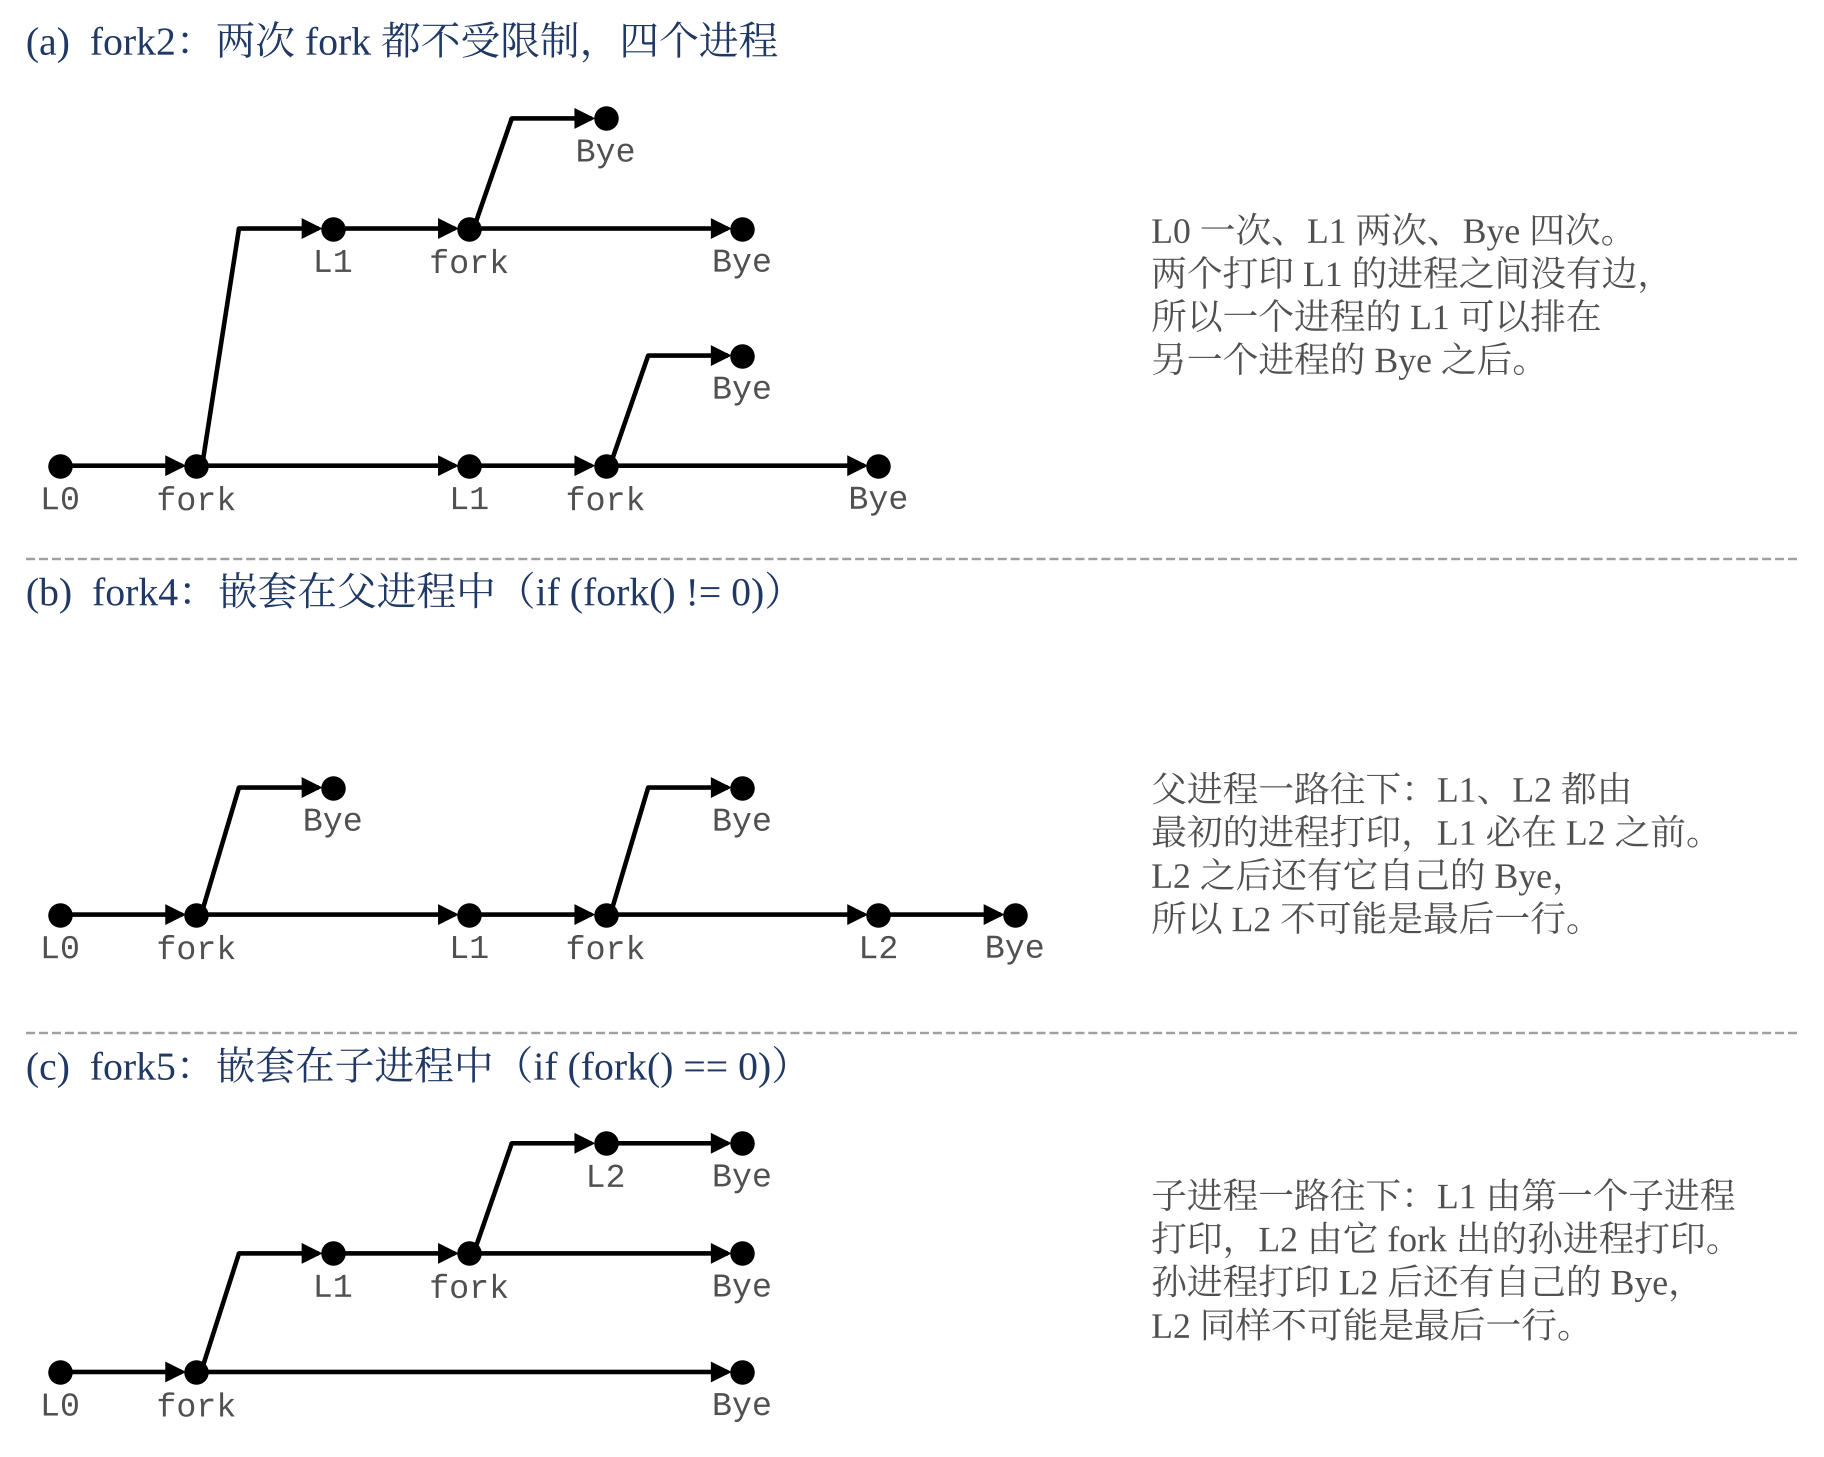 (a) fork2：两次 fork 都不受限制，四个进程
Bye
L1 fork Bye
Bye
L0 fork L1 fork Bye
L0 一次、L1 两次、Bye 四次。
两个打印 L1 的进程之间没有边，
所以一个进程的 L1 可以排在
另一个进程的 Bye 之后。
(b) fork4：嵌套在父进程中（if (fork() != 0)）
Bye Bye
L0 fork L1 fork L2 Bye
父进程一路往下：L1、L2 都由
最初的进程打印，L1 必在 L2 之前。
L2 之后还有它自己的 Bye，
所以 L2 不可能是最后一行。
(c) fork5：嵌套在子进程中（if (fork() == 0)）
L2 Bye
L1 fork Bye
L0 fork Bye
子进程一路往下：L1 由第一个子进程
打印，L2 由它 fork 出的孙进程打印。
孙进程打印 L2 后还有自己的 Bye，
L2 同样不可能是最后一行。